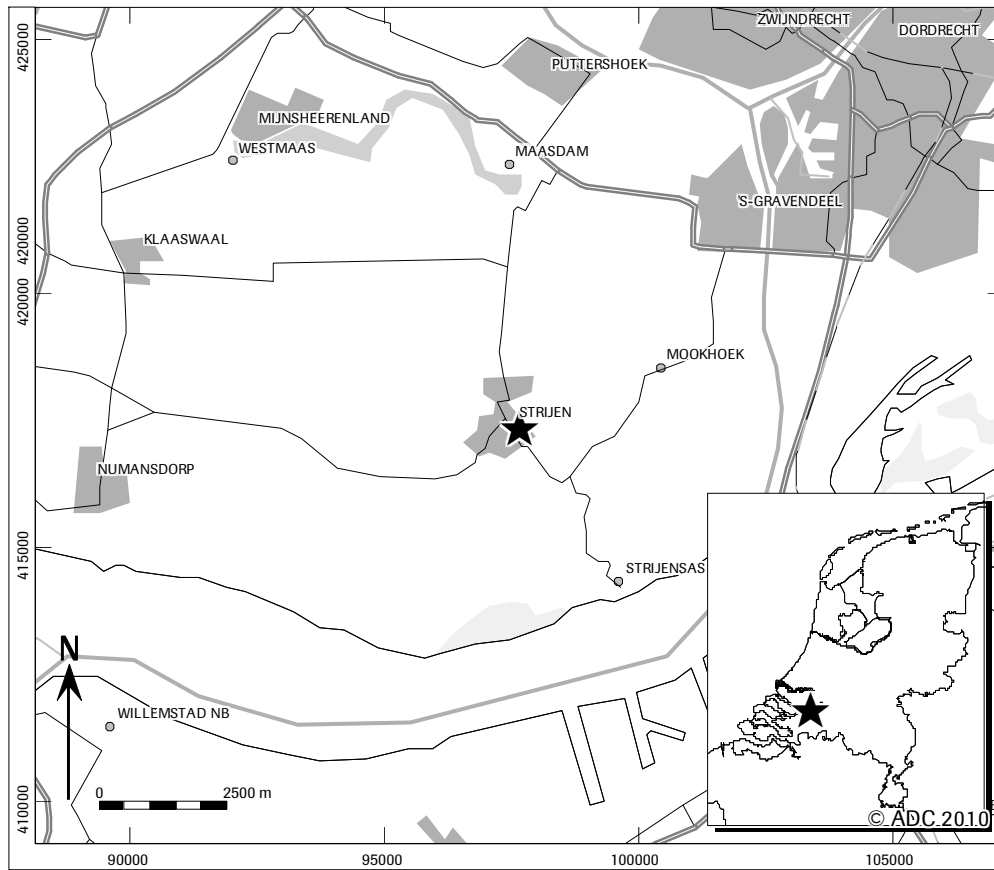 ZWIJNDRECHT
DORDRECHT
425000
PUTTERSHOEK
MIJNSHEERENLAND
WESTMAAS
MAASDAM
'S-GRAVENDEEL
KLAASWAAL
420000
420000
MOOKHOEK
STRIJEN
NUMANSDORP
415000
STRIJENSAS
N
WILLEMSTAD NB
0 2500 m
410000
© ADC 2010
90000 95000 100000 105000